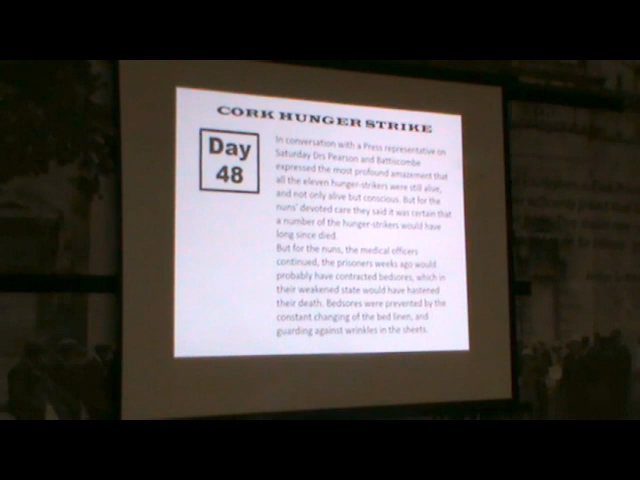 CORK HUNGER STRIKE
Day
48
In conversation with a Press representative on
Saturday Drs Pearson and Battiscombe
expressed the most profound amazement that
all the eleven hunger-strikers were still alive,
and not only alive but conscious. But for the
nuns' devoted care they said it was certain that
a number of the hunger-strikers would have
long since died.
But for the nuns, the medical officers
continued, the prisoners weeks ago would
probably have contracted bedsores, which in
their weakened state would have hastened
their death. Bedsores were prevented by the
constant changing of the bed linen, and
guarding against wrinkles in the sheets.